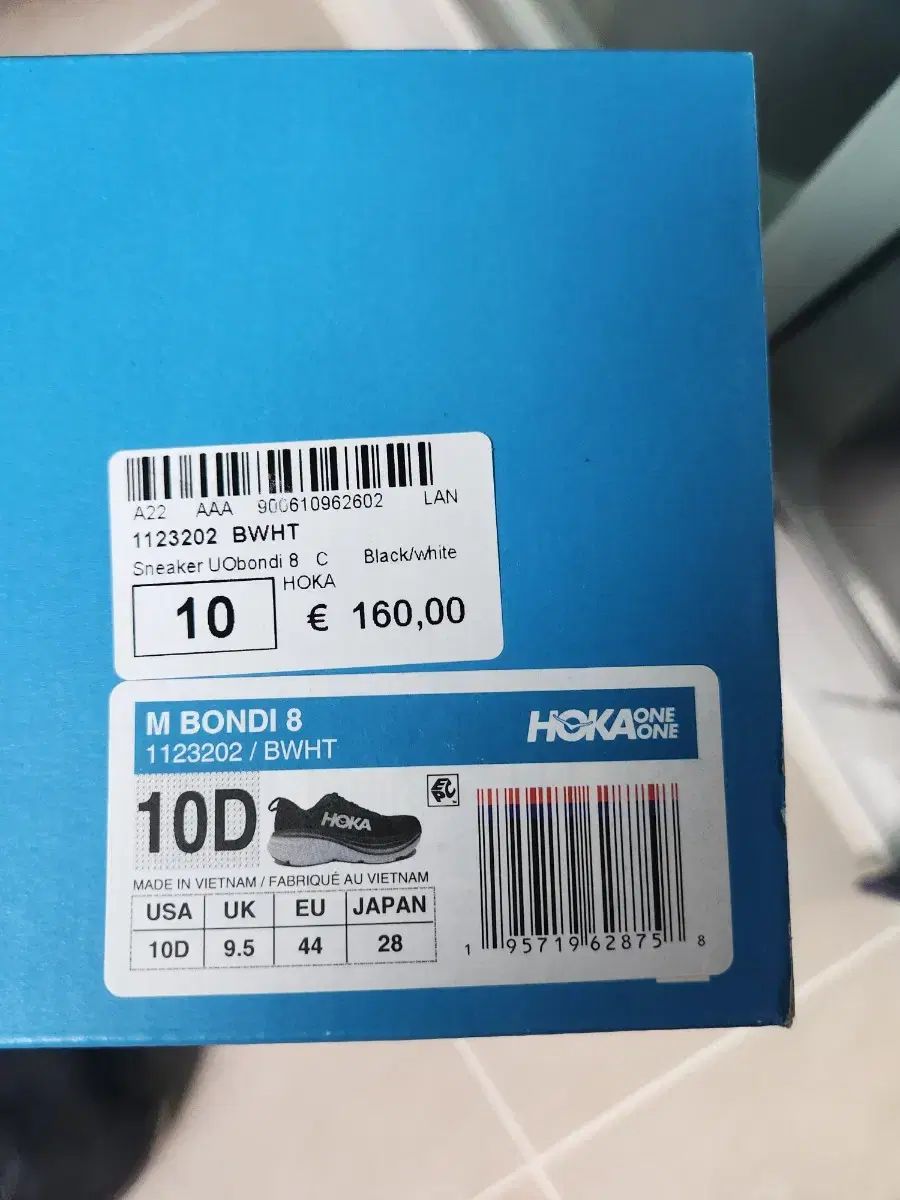 A22 AAA 900610962602 LAN
1123202 BWHT
Sneaker UObondi 8 C Black/white
HOKA
10 € 160,00
M BONDI 8
1123202 / BWHT
HOKA ONE ONE
10D
HOKA
MADE IN VIETNAM / FABRIQUÉ AU VIETNAM
USA UK EU JAPAN
10D 9.5 44 28
1 95719 62875 8